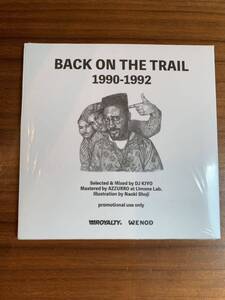 BACK ON THE TRAIL
1990-1992
Selected & Mixed by DJ KIYO
Mastered by AZZURRO at Limone Lab.
Illustration by Naoki Shoji
promotional use only
ROYALTY. WENOD